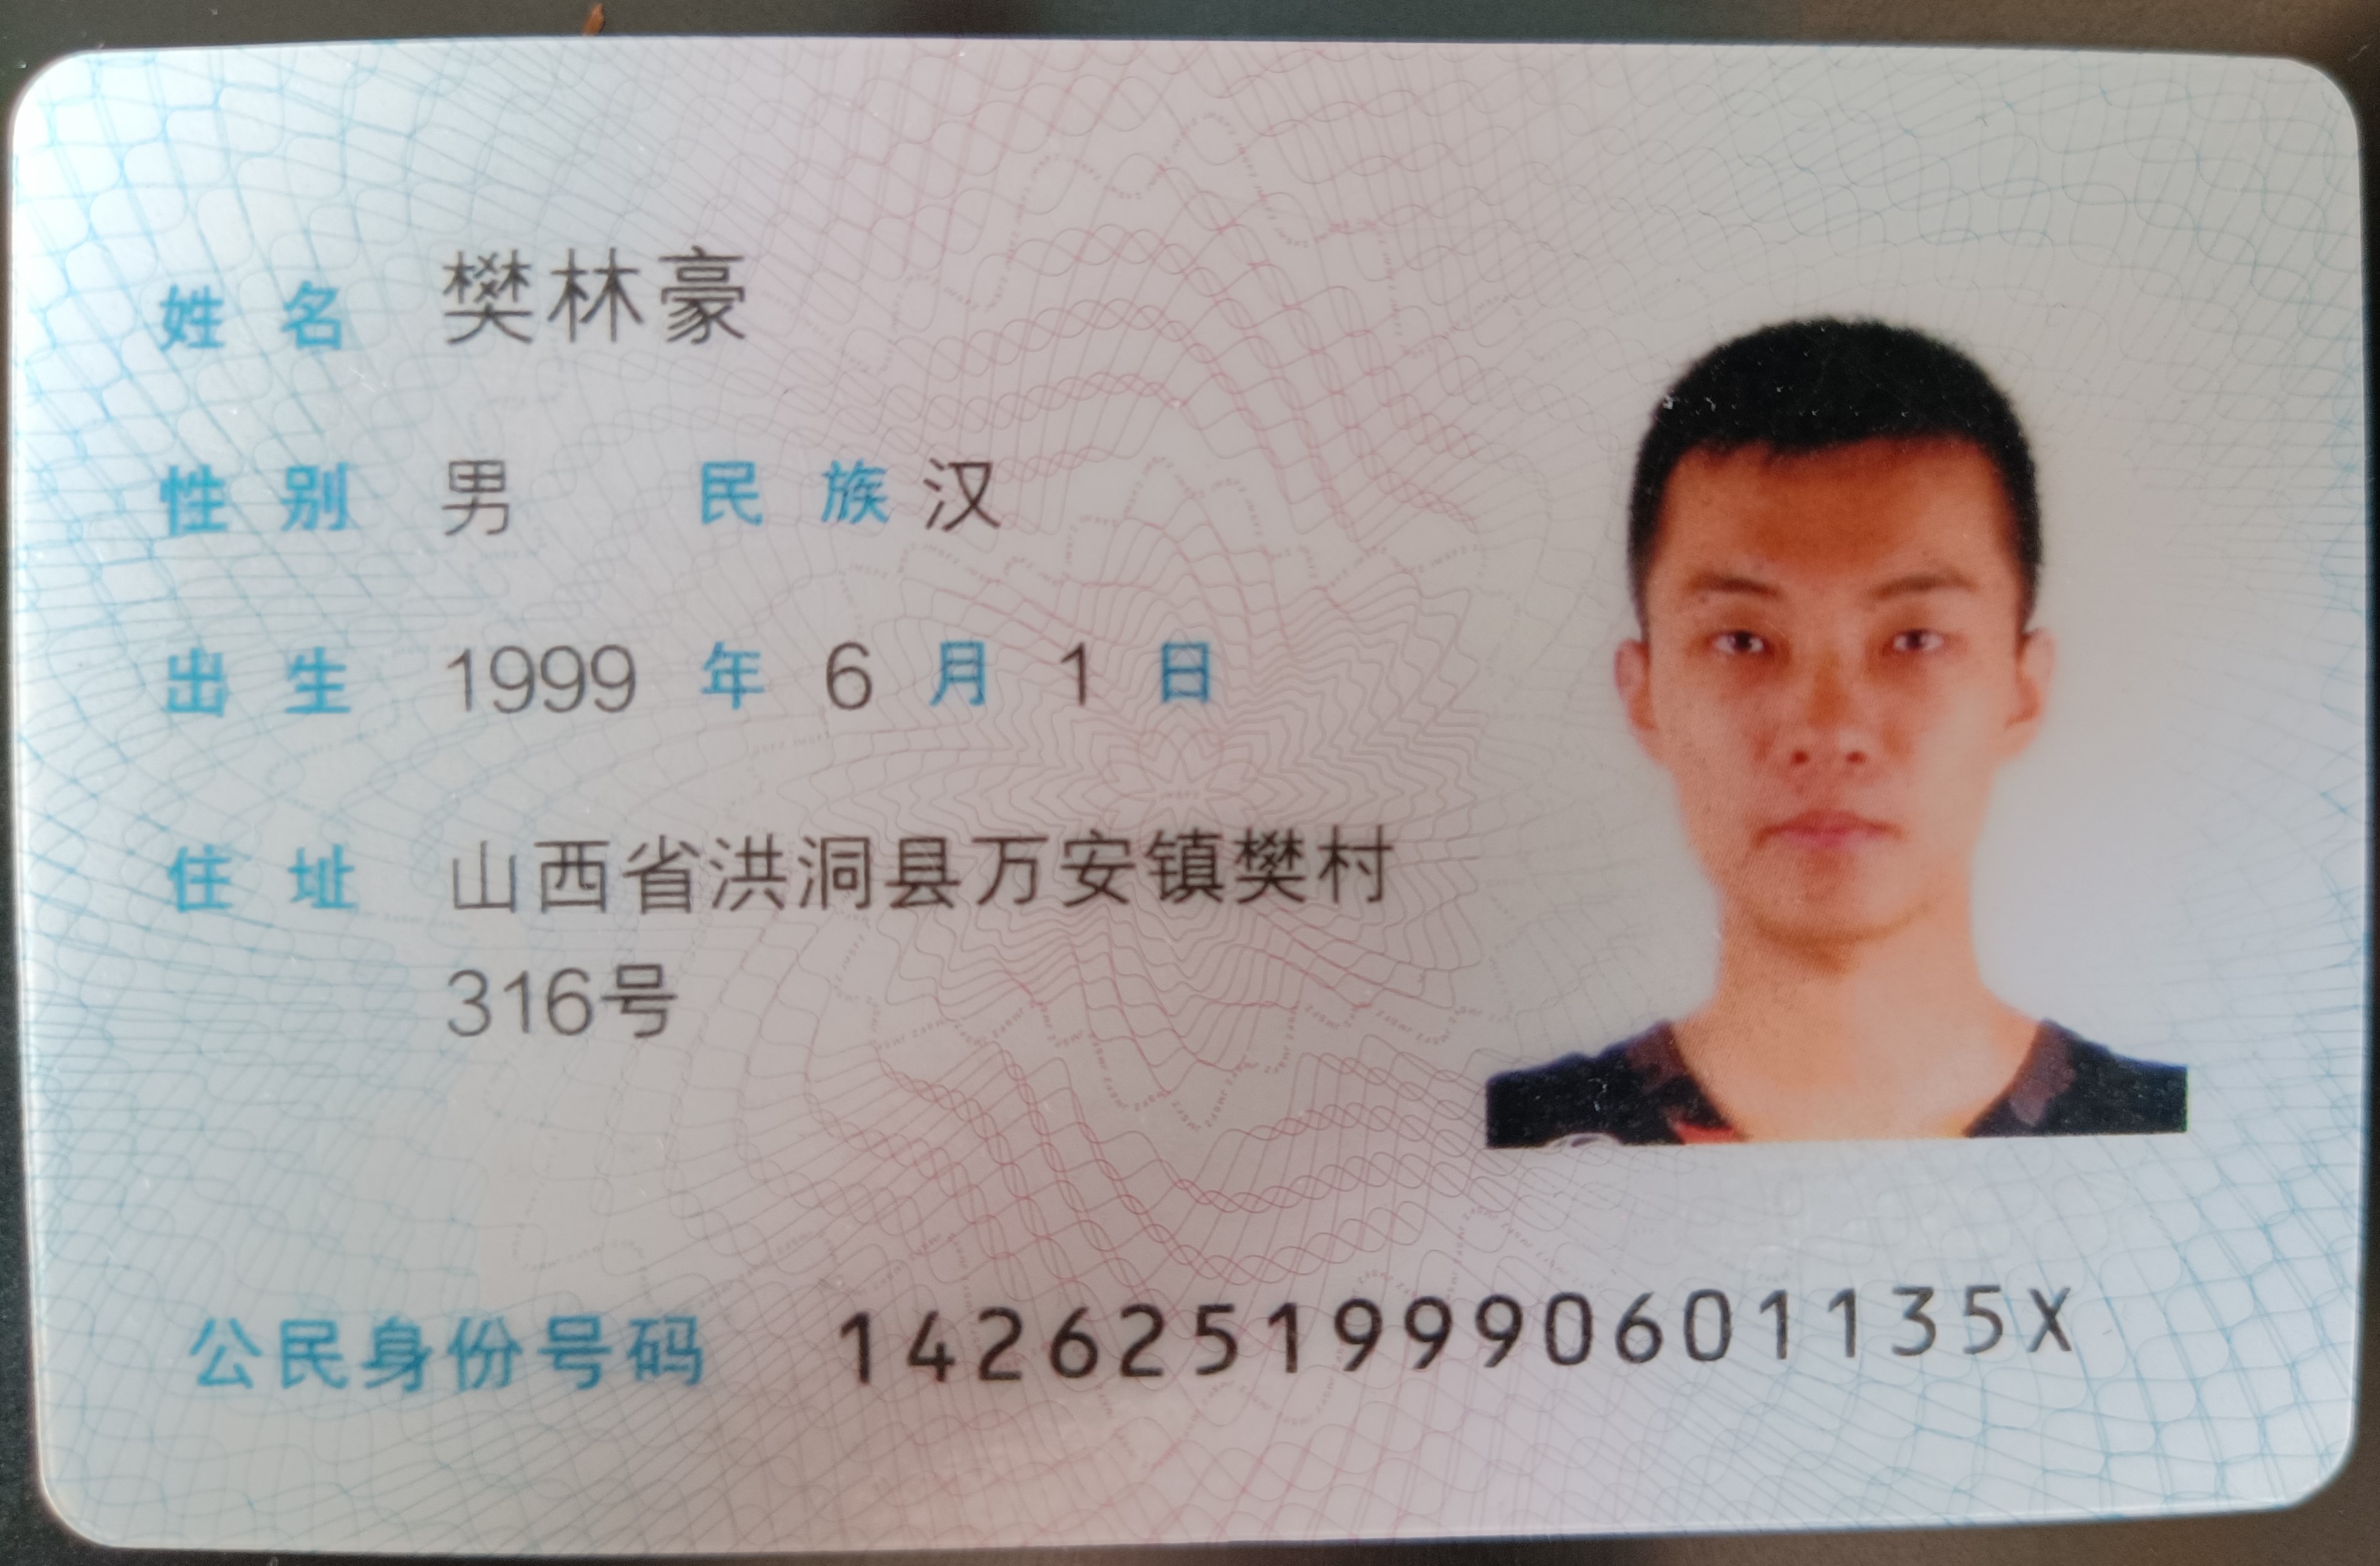 姓名 樊林豪
性别 男 民族 汉
出生 1999 年 6 月 1 日
住址 山西省洪洞县万安镇樊村
316号
公民身份号码 14262519990601135X